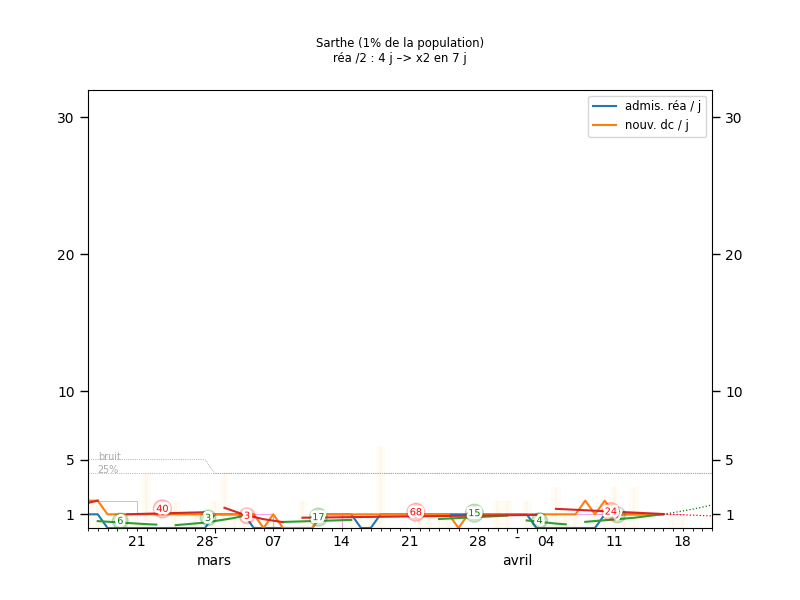 Sarthe (1% de la population)
réa /2 : 4 j –> x2 en 7 j
admis. réa / j
nouv. dc / j
30 30
20 20
10 10
5 5
1 1
bruit
25%
6 40 3 3 17 68 15 4 24
21 28 07 14 21 28 04 11 18
mars avril